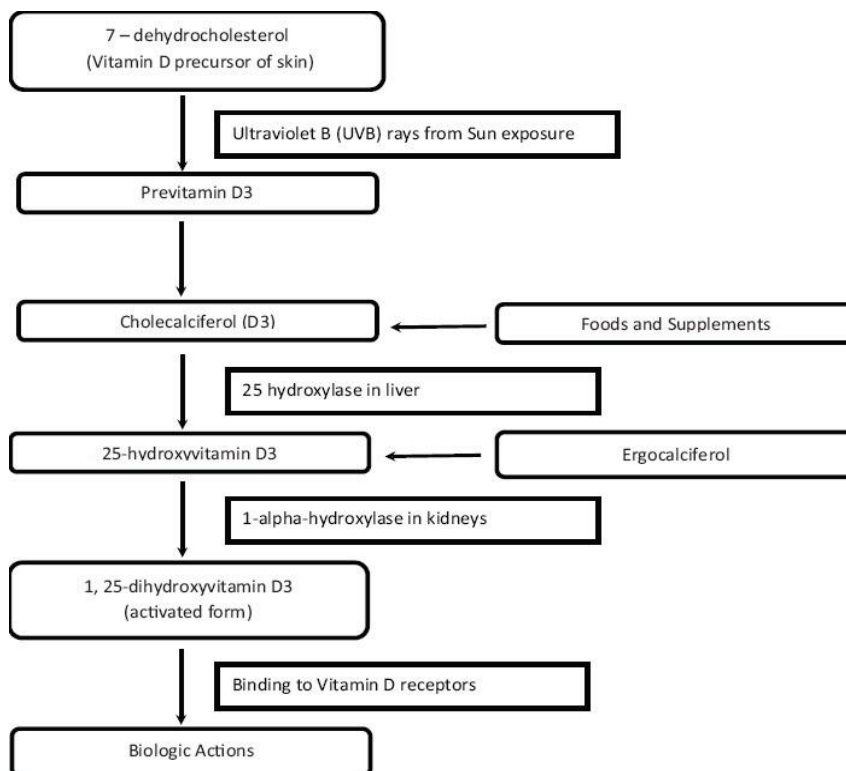 7 – dehydrocholesterol
(Vitamin D precursor of skin)
Ultraviolet B (UVB) rays from Sun exposure
Previtamin D3
Cholecalciferol (D3)
Foods and Supplements
25 hydroxylase in liver
25-hydroxyvitamin D3
Ergocalciferol
1-alpha-hydroxylase in kidneys
1, 25-dihydroxyvitamin D3
(activated form)
Binding to Vitamin D receptors
Biologic Actions